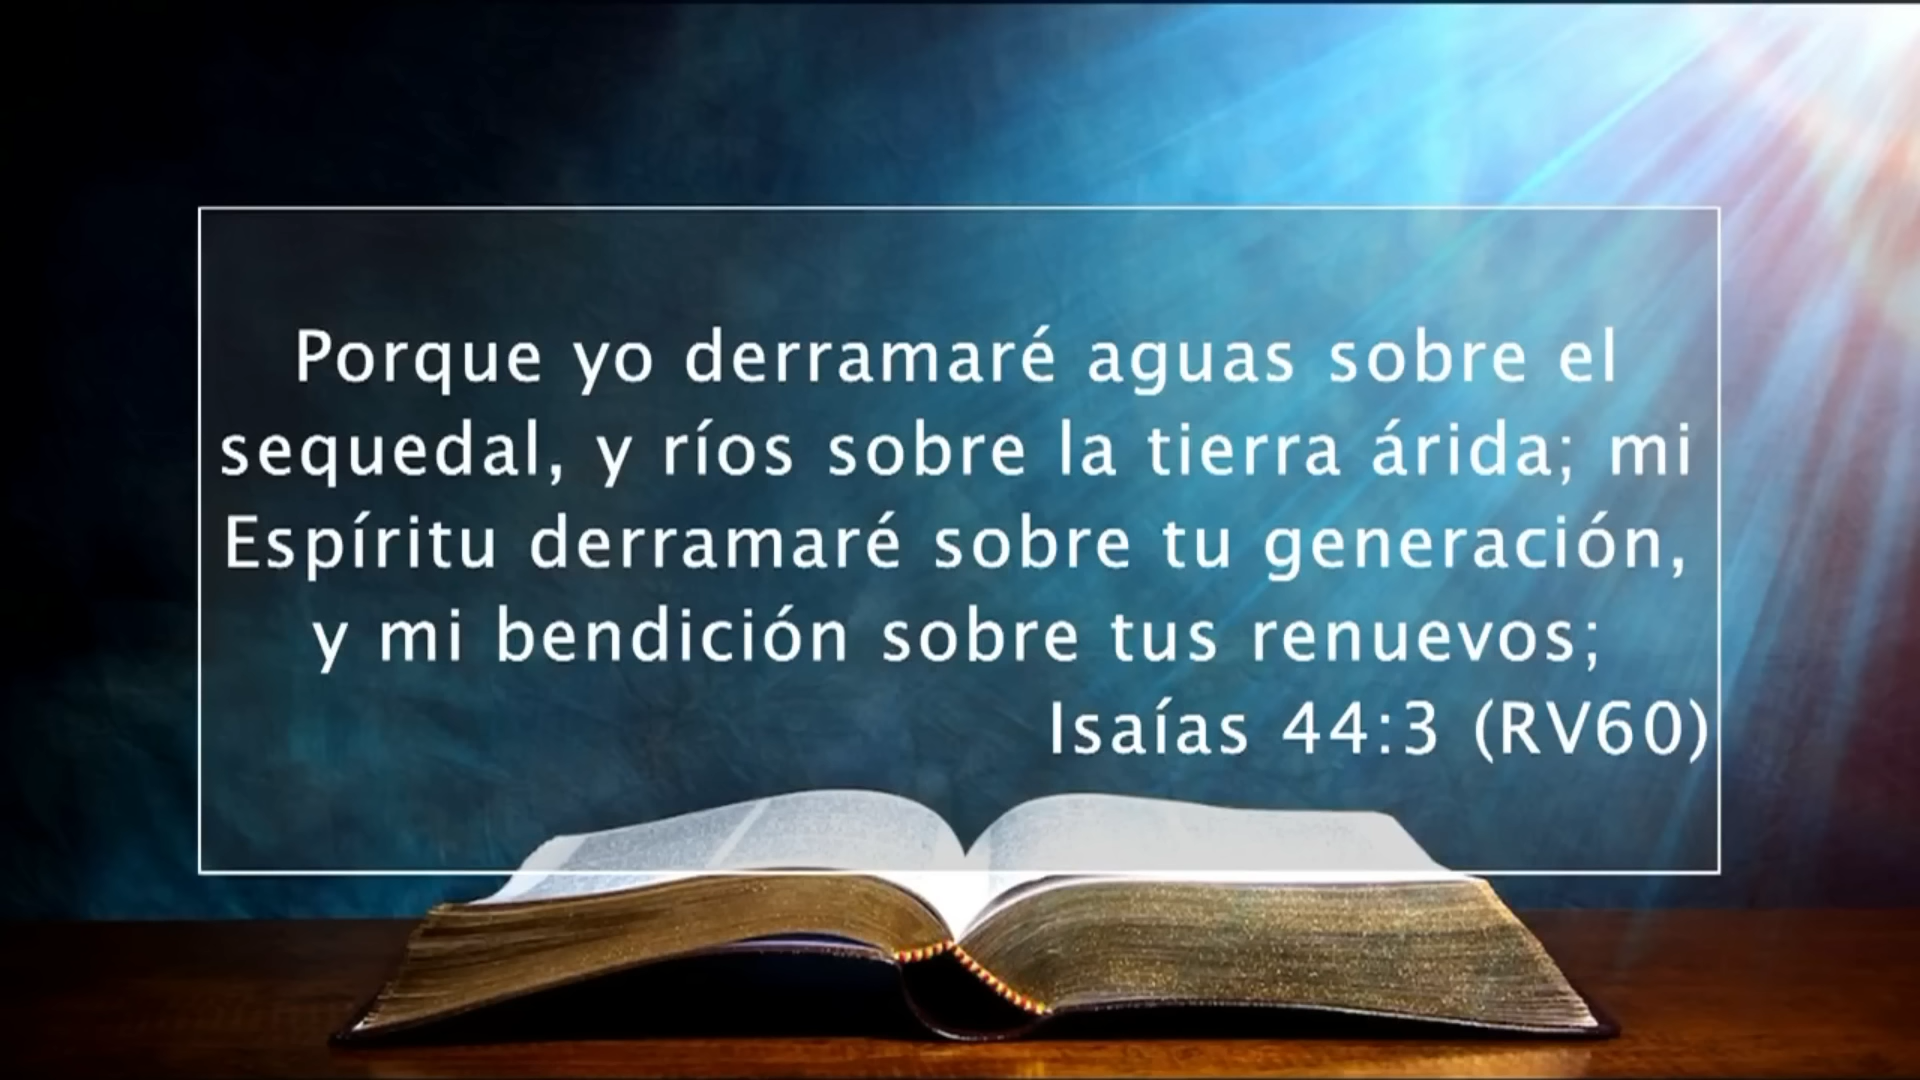 Porque yo derramaré aguas sobre el
sequedal, y ríos sobre la tierra árida; mi
Espíritu derramaré sobre tu generación,
y mi bendición sobre tus renuevos;
Isaías 44:3 (RV60)